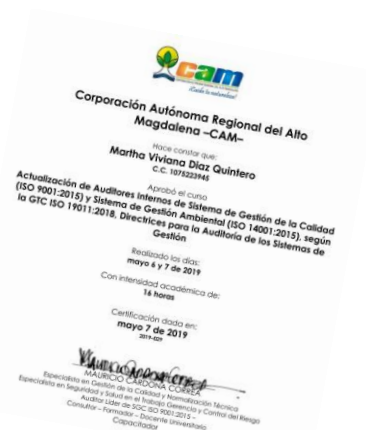 cam
Corporación Autónoma Regional del Alto
Magdalena –CAM–
Hace constar que:
Martha Viviana Diaz Quintero
C.C. 1075223945
Aprobó el curso
Actualización de Auditores Internos de Sistema de Gestión de la Calidad
(ISO 9001:2015) y Sistema de Gestión Ambiental (ISO 14001:2015), según
la GTC ISO 19011:2018, Directrices para la Auditoría de los Sistemas de
Gestión
Realizado los días:
mayo 6 y 7 de 2019
Con intensidad académica de:
16 horas
Certificación dada en:
mayo 7 de 2019
2019-029
MAURICIO CARDONA CORREA
Especialista en Gestión de la Calidad y Normalización Técnica
Especialista en Seguridad y Salud en el Trabajo Gerencia y Control del Riesgo
Auditor Líder de SGC ISO 9001:2015 –
Consultor – Formador – Docente Universitario
Capacitador